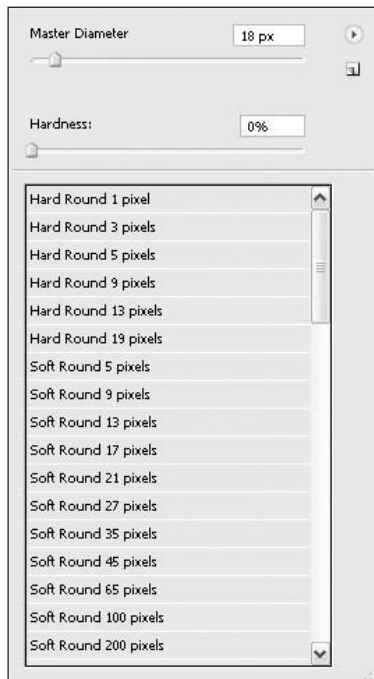 Master Diameter 18 px
Hardness: 0%
Hard Round 1 pixel
Hard Round 3 pixels
Hard Round 5 pixels
Hard Round 9 pixels
Hard Round 13 pixels
Hard Round 19 pixels
Soft Round 5 pixels
Soft Round 9 pixels
Soft Round 13 pixels
Soft Round 17 pixels
Soft Round 21 pixels
Soft Round 27 pixels
Soft Round 35 pixels
Soft Round 45 pixels
Soft Round 65 pixels
Soft Round 100 pixels
Soft Round 200 pixels